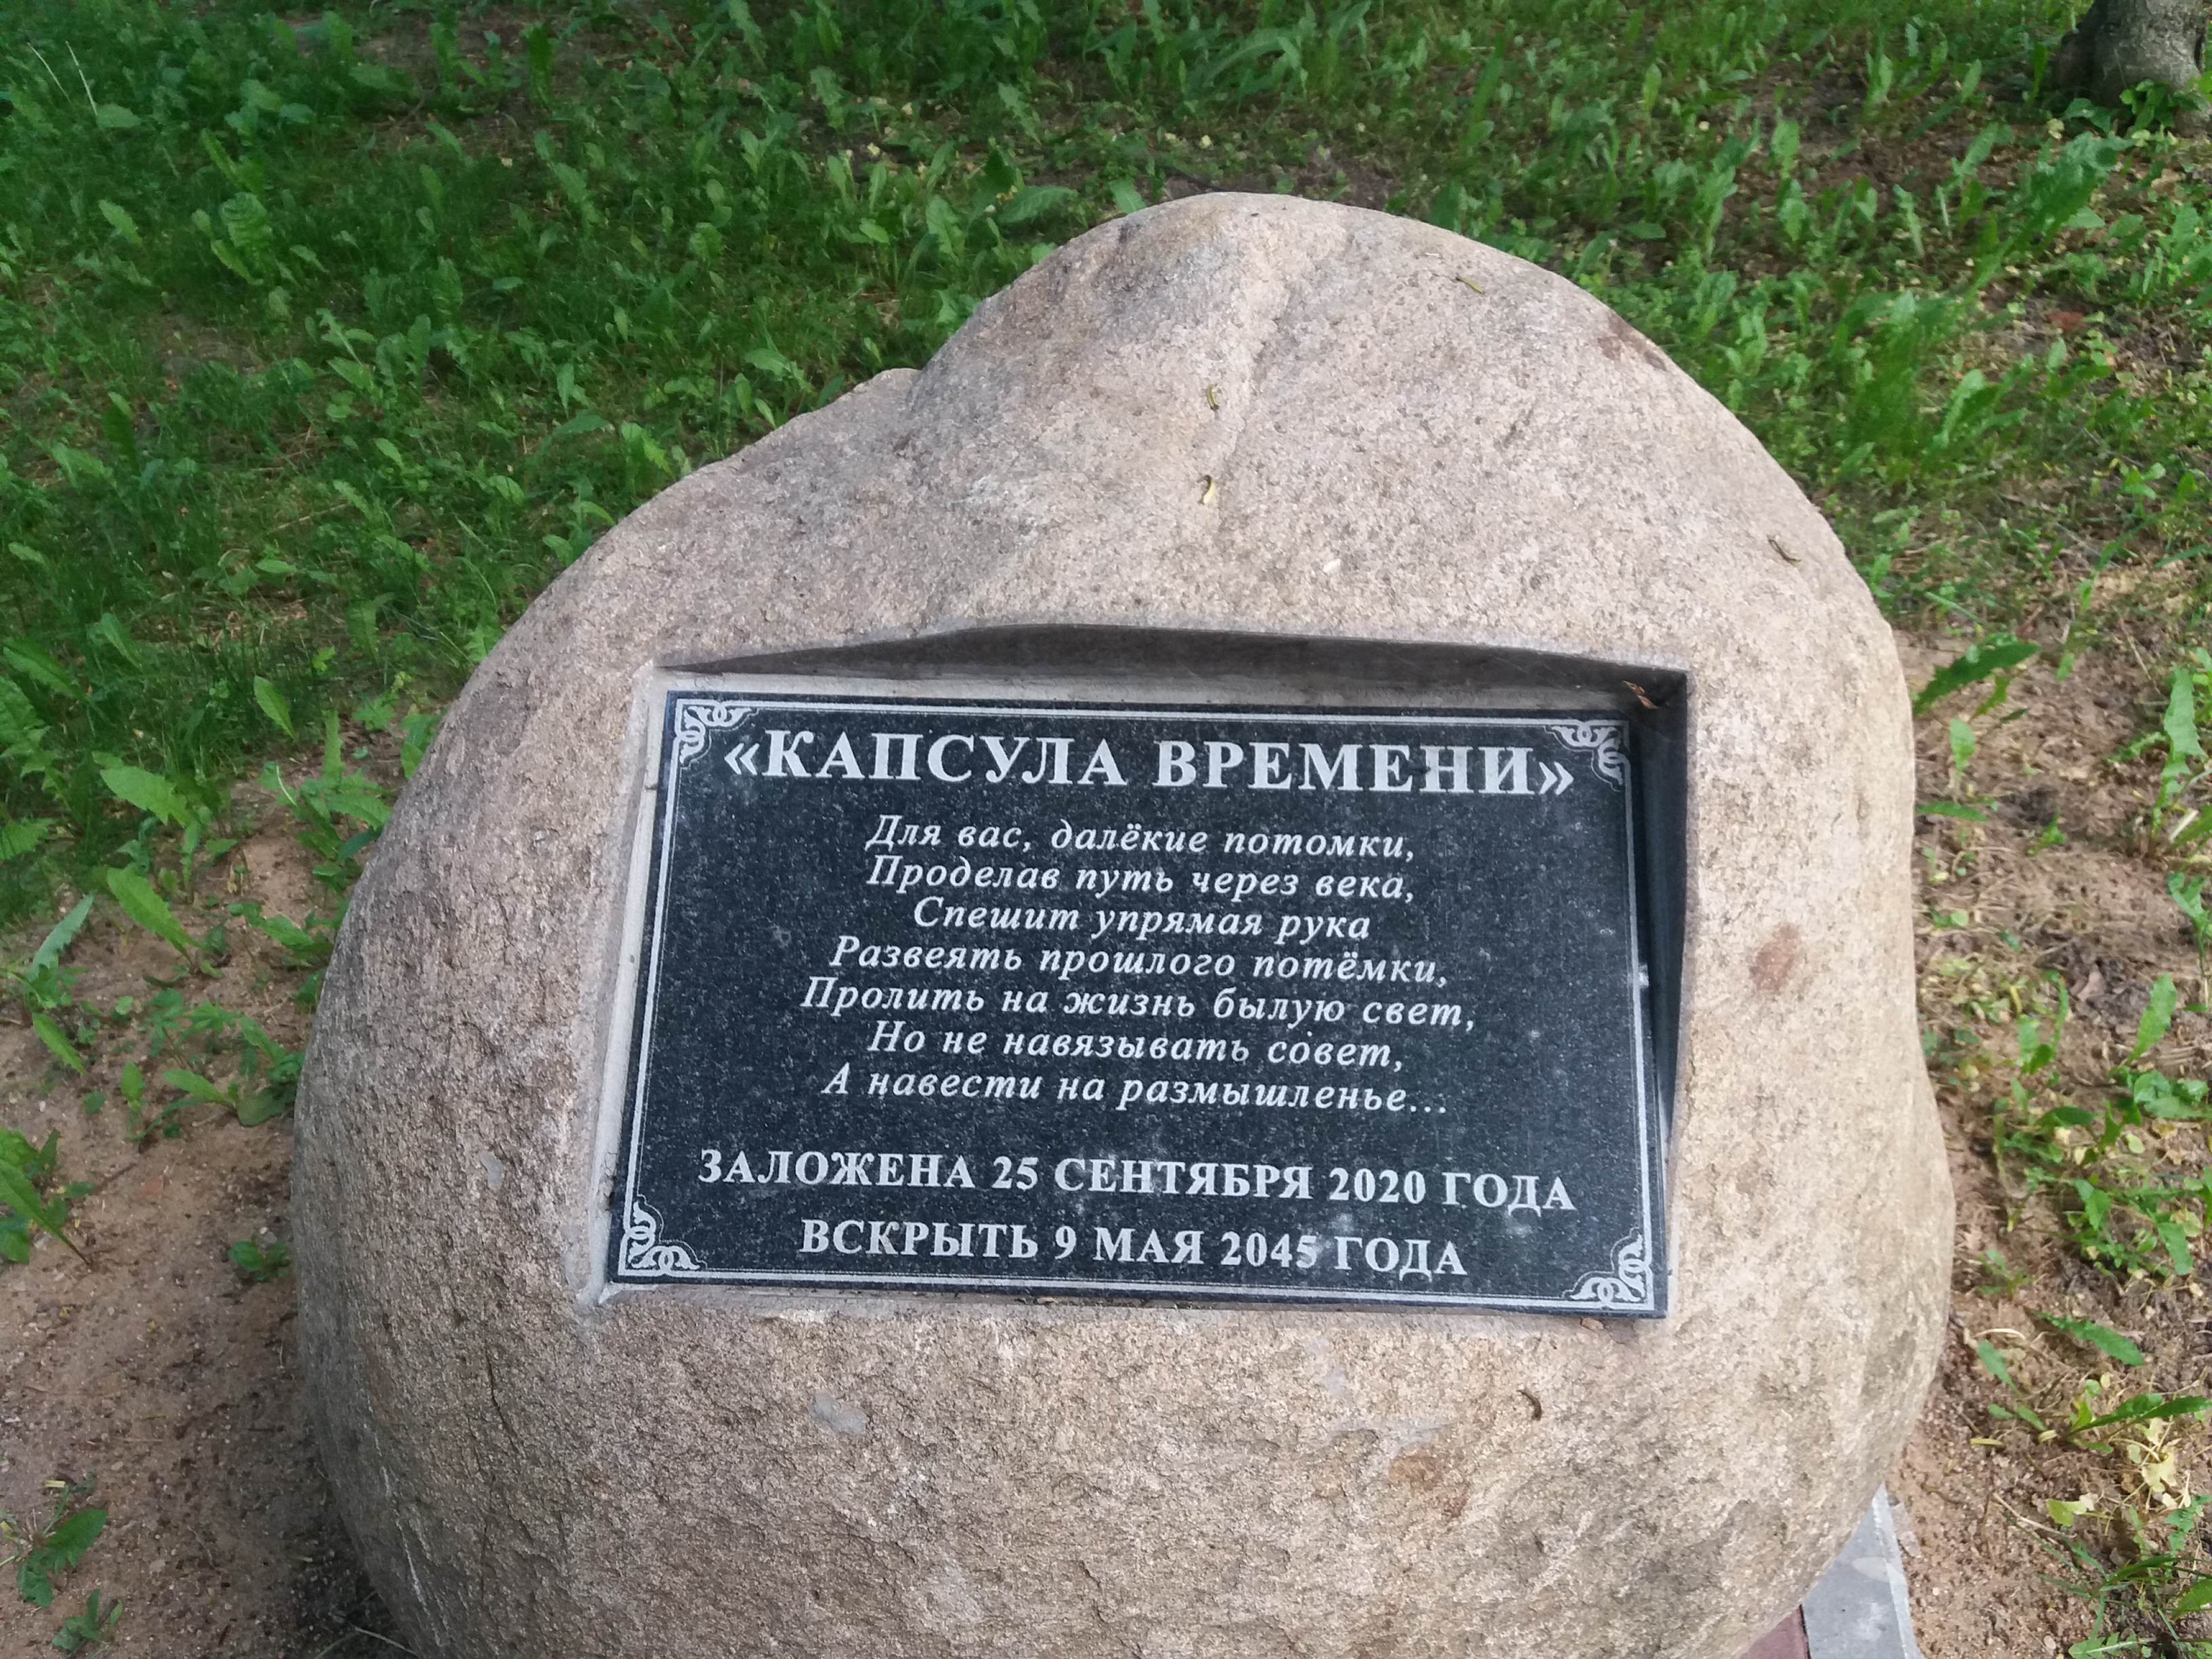 «КАПСУЛА ВРЕМЕНИ»
Для вас, далёкие потомки,
Проделав путь через века,
Спешит упрямая рука
Развеять прошлого потёмки,
Пролить на жизнь былую свет,
Но не навязывать совет,
А навести на размышленье...
ЗАЛОЖЕНА 25 СЕНТЯБРЯ 2020 ГОДА
ВСКРЫТЬ 9 МАЯ 2045 ГОДА